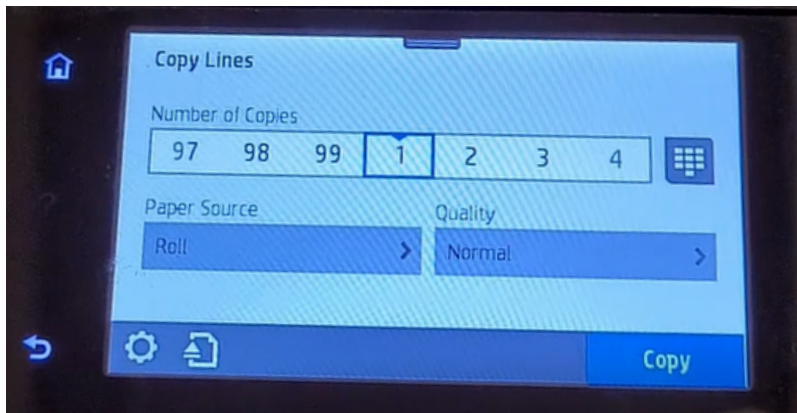 Copy Lines
Number of Copies
97 98 99 1 2 3 4
Paper Source Quality
Roll Normal
Copy